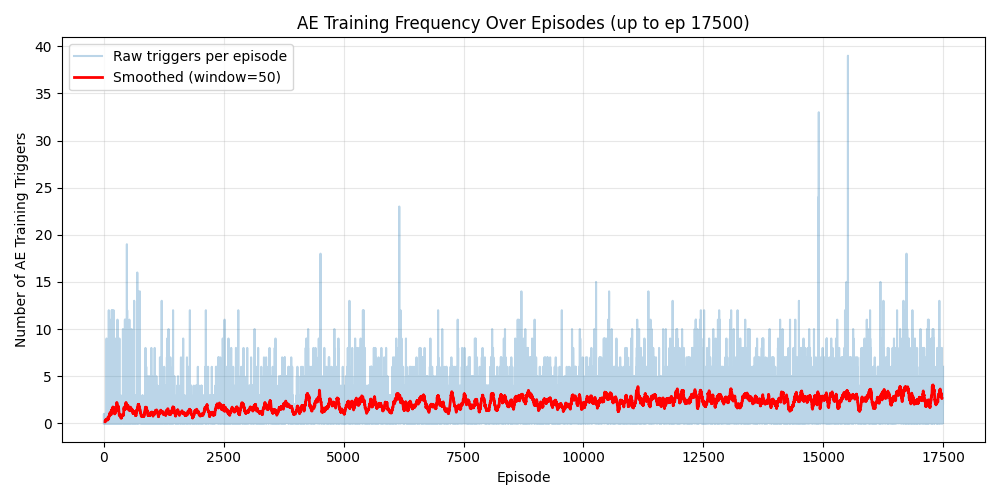 AE Training Frequency Over Episodes (up to ep 17500)
Raw triggers per episode
Smoothed (window=50)
Number of AE Training Triggers
40
35
30
25
20
15
10
5
0
0 2500 5000 7500 10000 12500 15000 17500
Episode